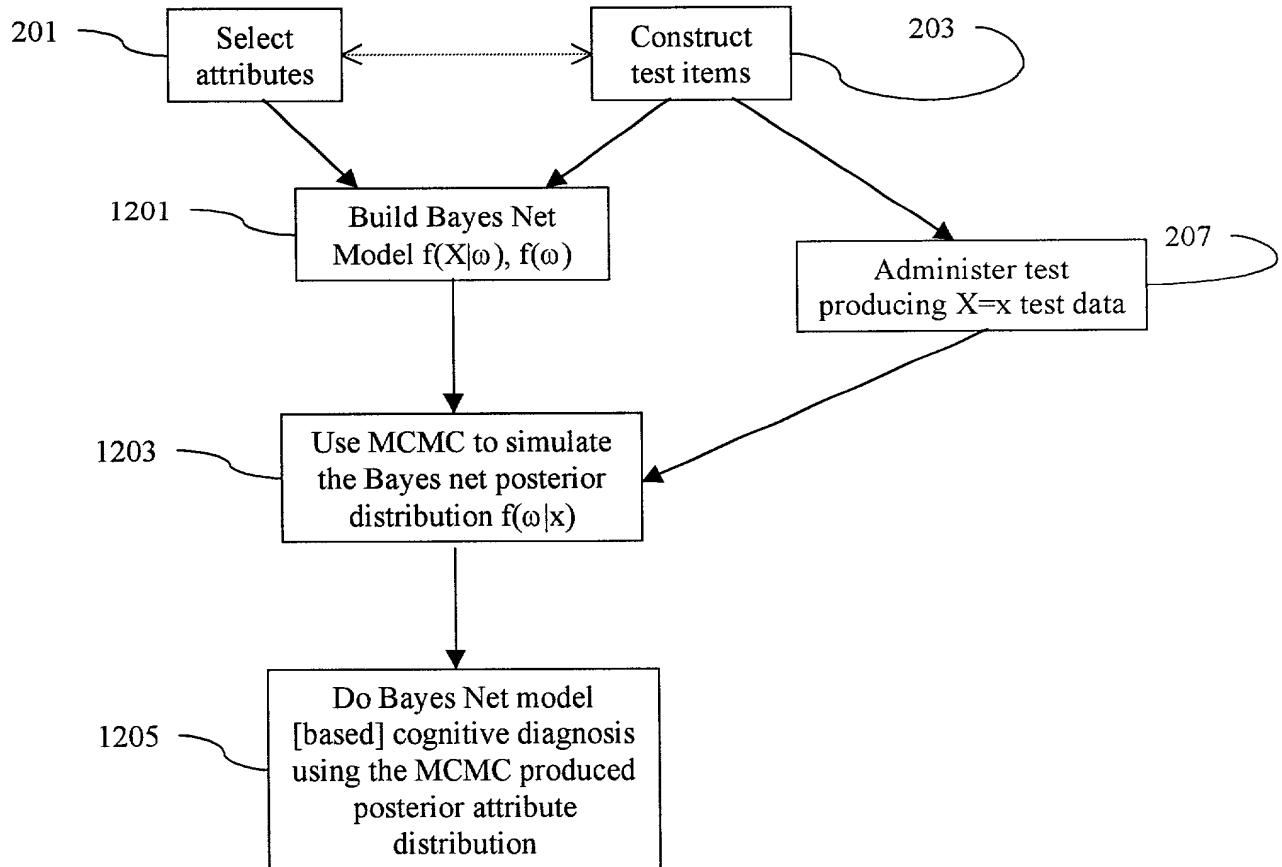 201
Select
attributes
Construct
test items
203
1201
Build Bayes Net
Model f(X|ω), f(ω)
207
Administer test
producing X=x test data
1203
Use MCMC to simulate
the Bayes net posterior
distribution f(ω|x)
1205
Do Bayes Net model
[based] cognitive diagnosis
using the MCMC produced
posterior attribute
distribution